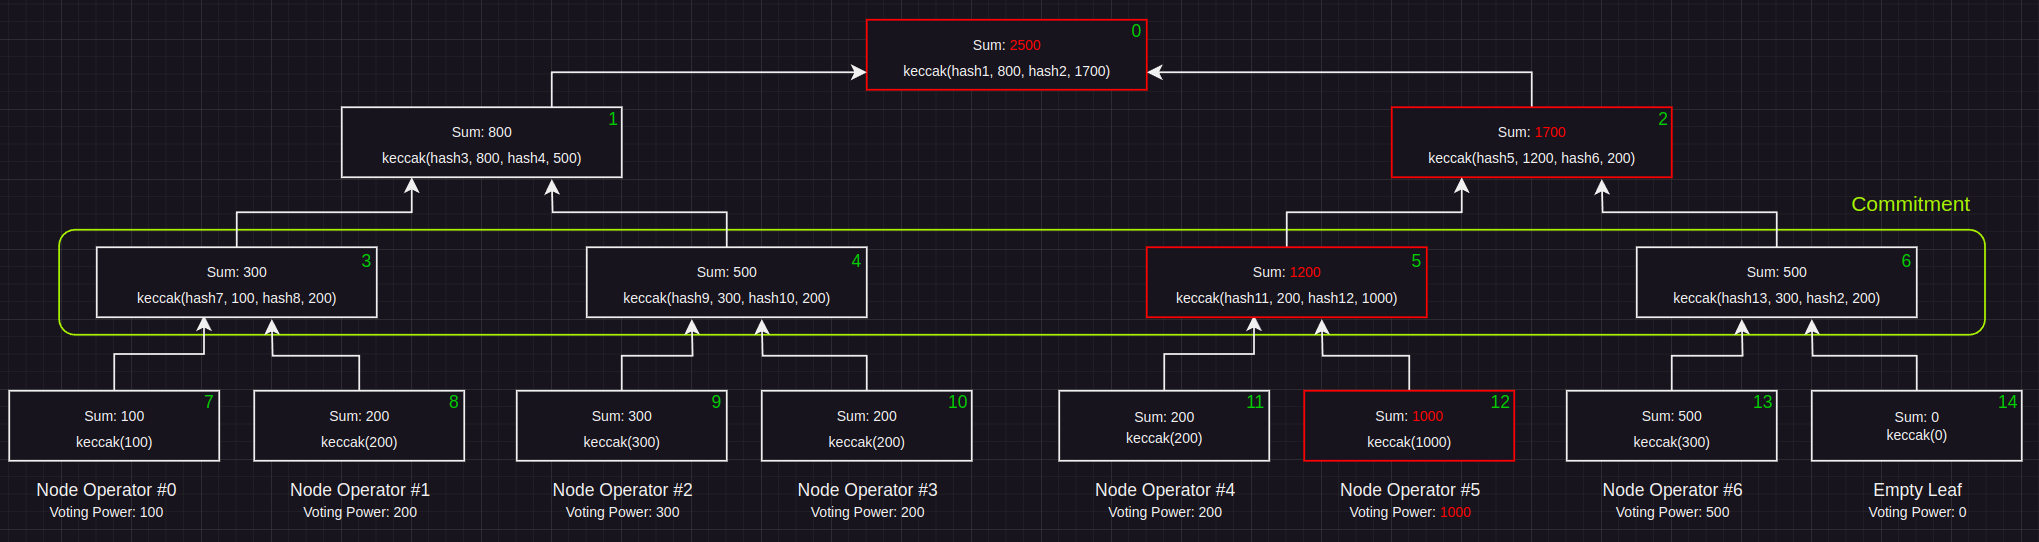 0
Sum: 2500
keccak(hash1, 800, hash2, 1700)
1
Sum: 800
keccak(hash3, 800, hash4, 500)
2
Sum: 1700
keccak(hash5, 1200, hash6, 200)
Commitment
3
Sum: 300
keccak(hash7, 100, hash8, 200)
4
Sum: 500
keccak(hash9, 300, hash10, 200)
5
Sum: 1200
keccak(hash11, 200, hash12, 1000)
6
Sum: 500
keccak(hash13, 300, hash2, 200)
7
Sum: 100
keccak(100)
8
Sum: 200
keccak(200)
9
Sum: 300
keccak(300)
10
Sum: 200
keccak(200)
11
Sum: 200
keccak(200)
12
Sum: 1000
keccak(1000)
13
Sum: 500
keccak(300)
14
Sum: 0
keccak(0)
Node Operator #0
Voting Power: 100
Node Operator #1
Voting Power: 200
Node Operator #2
Voting Power: 300
Node Operator #3
Voting Power: 200
Node Operator #4
Voting Power: 200
Node Operator #5
Voting Power: 1000
Node Operator #6
Voting Power: 500
Empty Leaf
Voting Power: 0